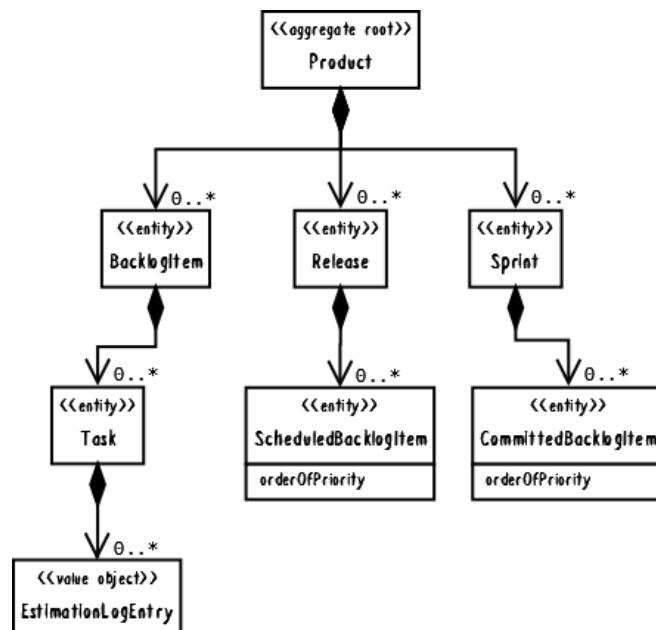 <<aggregate root>>
Product
0..* 0..* 0..*
<<entity>> <<entity>> <<entity>>
BacklogItem Release Sprint
0..* 0..* 0..*
<<entity>> <<entity>> <<entity>>
Task ScheduledBacklogItem CommittedBacklogItem
orderOfPriority orderOfPriority
0..*
<<value object>>
EstimationLogEntry